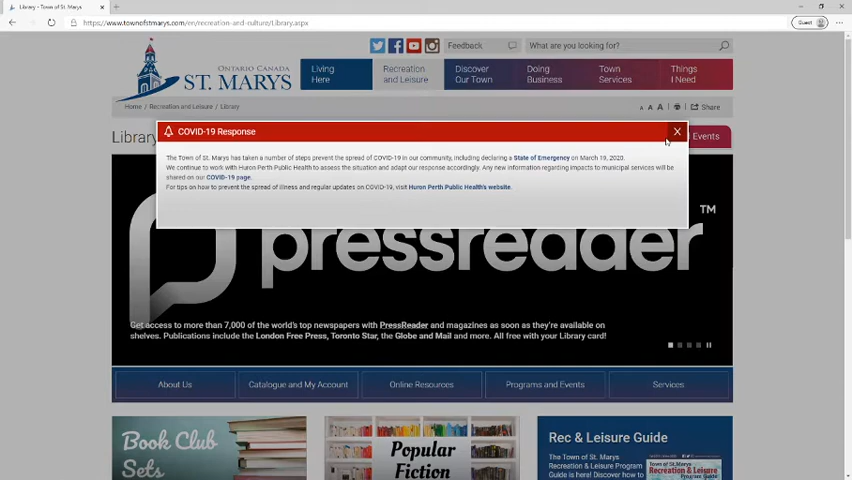 Library - Town of St. Marys
https://www.townofstmarys.com/en/recreation-and-culture/Library.aspx
Guest
ONTARIO CANADA
ST. MARYS
Feedback
What are you looking for?
Living Here
Recreation and Leisure
Discover Our Town
Doing Business
Town Services
Things I Need
Home / Recreation and Leisure / Library
A A A
Share
Library
Events
COVID-19 Response
X
The Town of St. Marys has taken a number of steps prevent the spread of COVID-19 in our community, including declaring a State of Emergency on March 19, 2020.
We continue to work with Huron Perth Public Health to assess the situation and adapt our response accordingly. Any new information regarding impacts to municipal services will be
shared on our COVID-19 page.
For tips on how to prevent the spread of illness and regular updates on COVID-19, visit Huron Perth Public Health's website.
pressreader
TM
Get access to more than 7,000 of the world's top newspapers with PressReader and magazines as soon as they're available on
shelves. Publications include the London Free Press, Toronto Star, the Globe and Mail and more. All free with your Library card!
About Us
Catalogue and My Account
Online Resources
Programs and Events
Services
Book Club
Sets
Popular
Fiction
Rec & Leisure Guide
The Town of St. Marys
Recreation & Leisure Program
Guide is here! Discover how to
Town of St. Marys
Recreation & Leisure
Program Guide